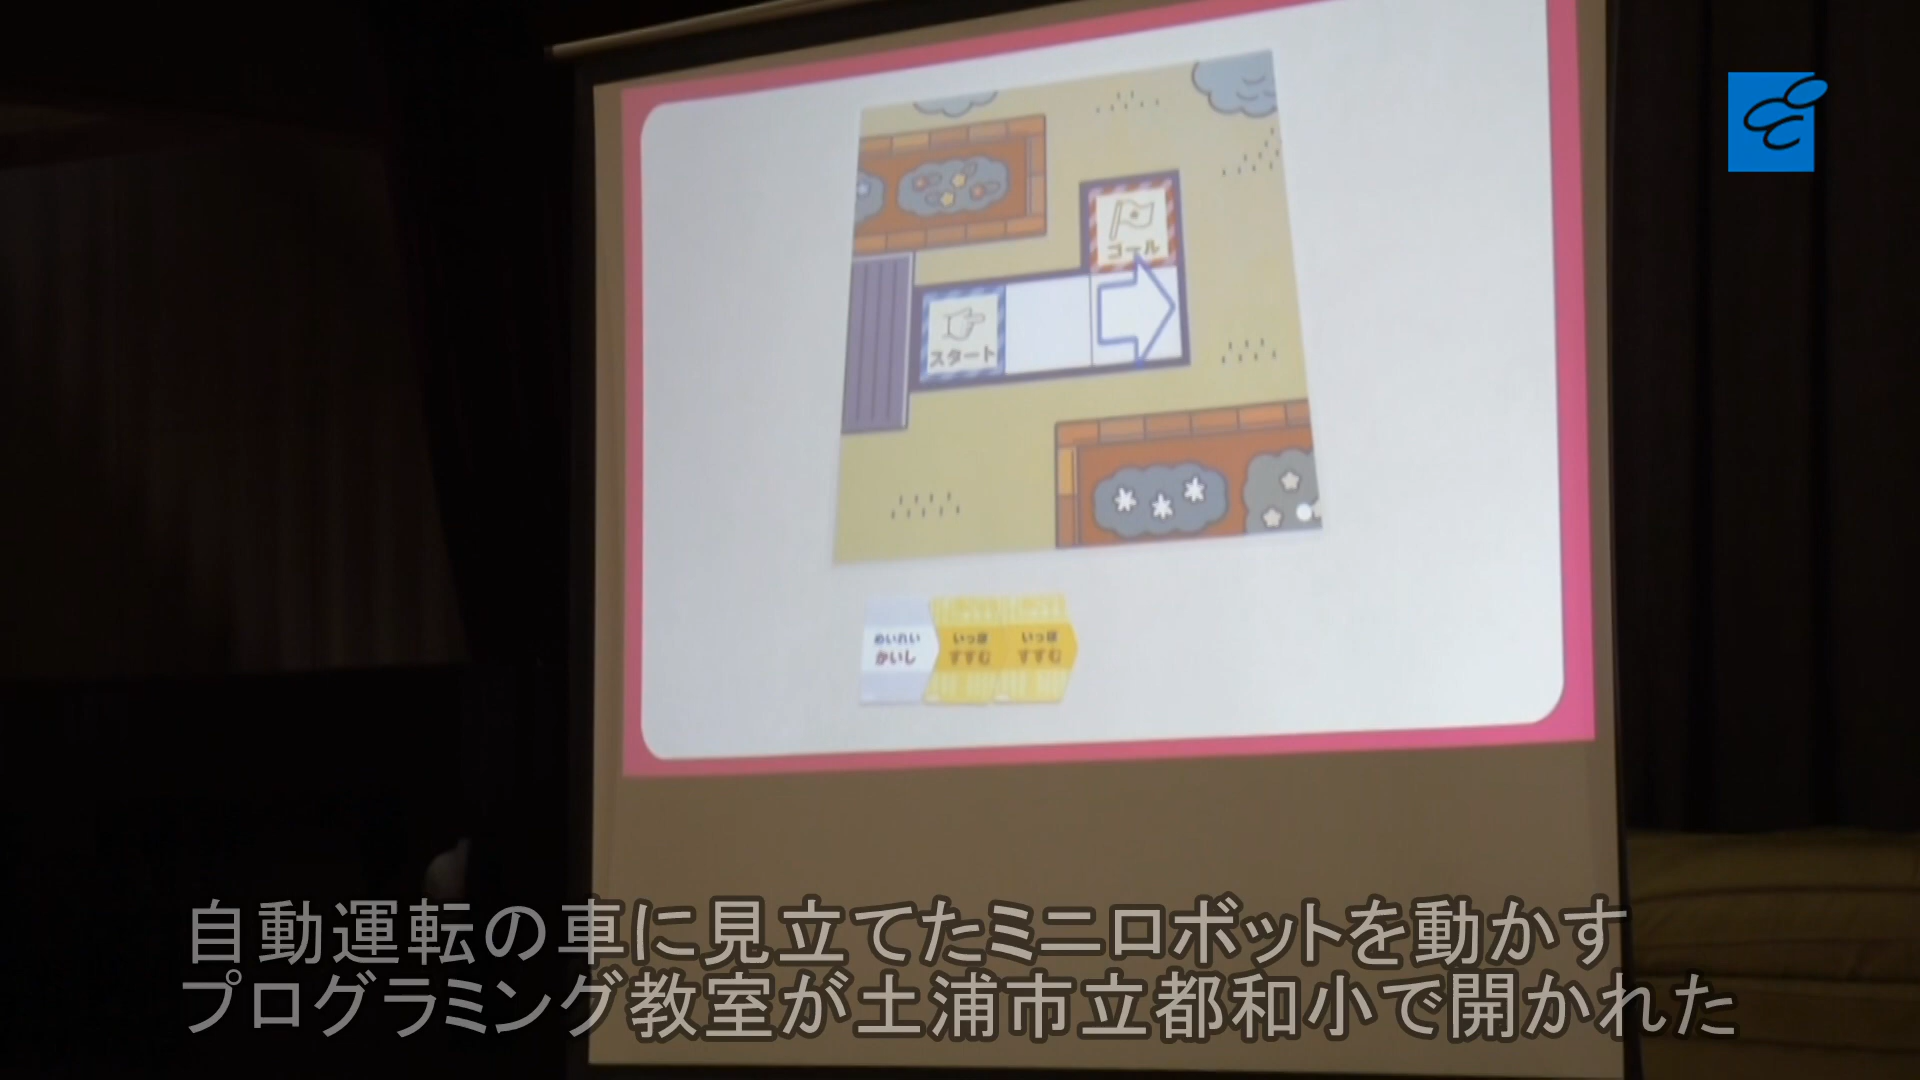 ゴール
スタート
めいれい
かいし
いっぽ
すすむ
いっぽ
すすむ
自動運転の車に見立てたミニロボットを動かす
プログラミング教室が土浦市立都和小で開かれた